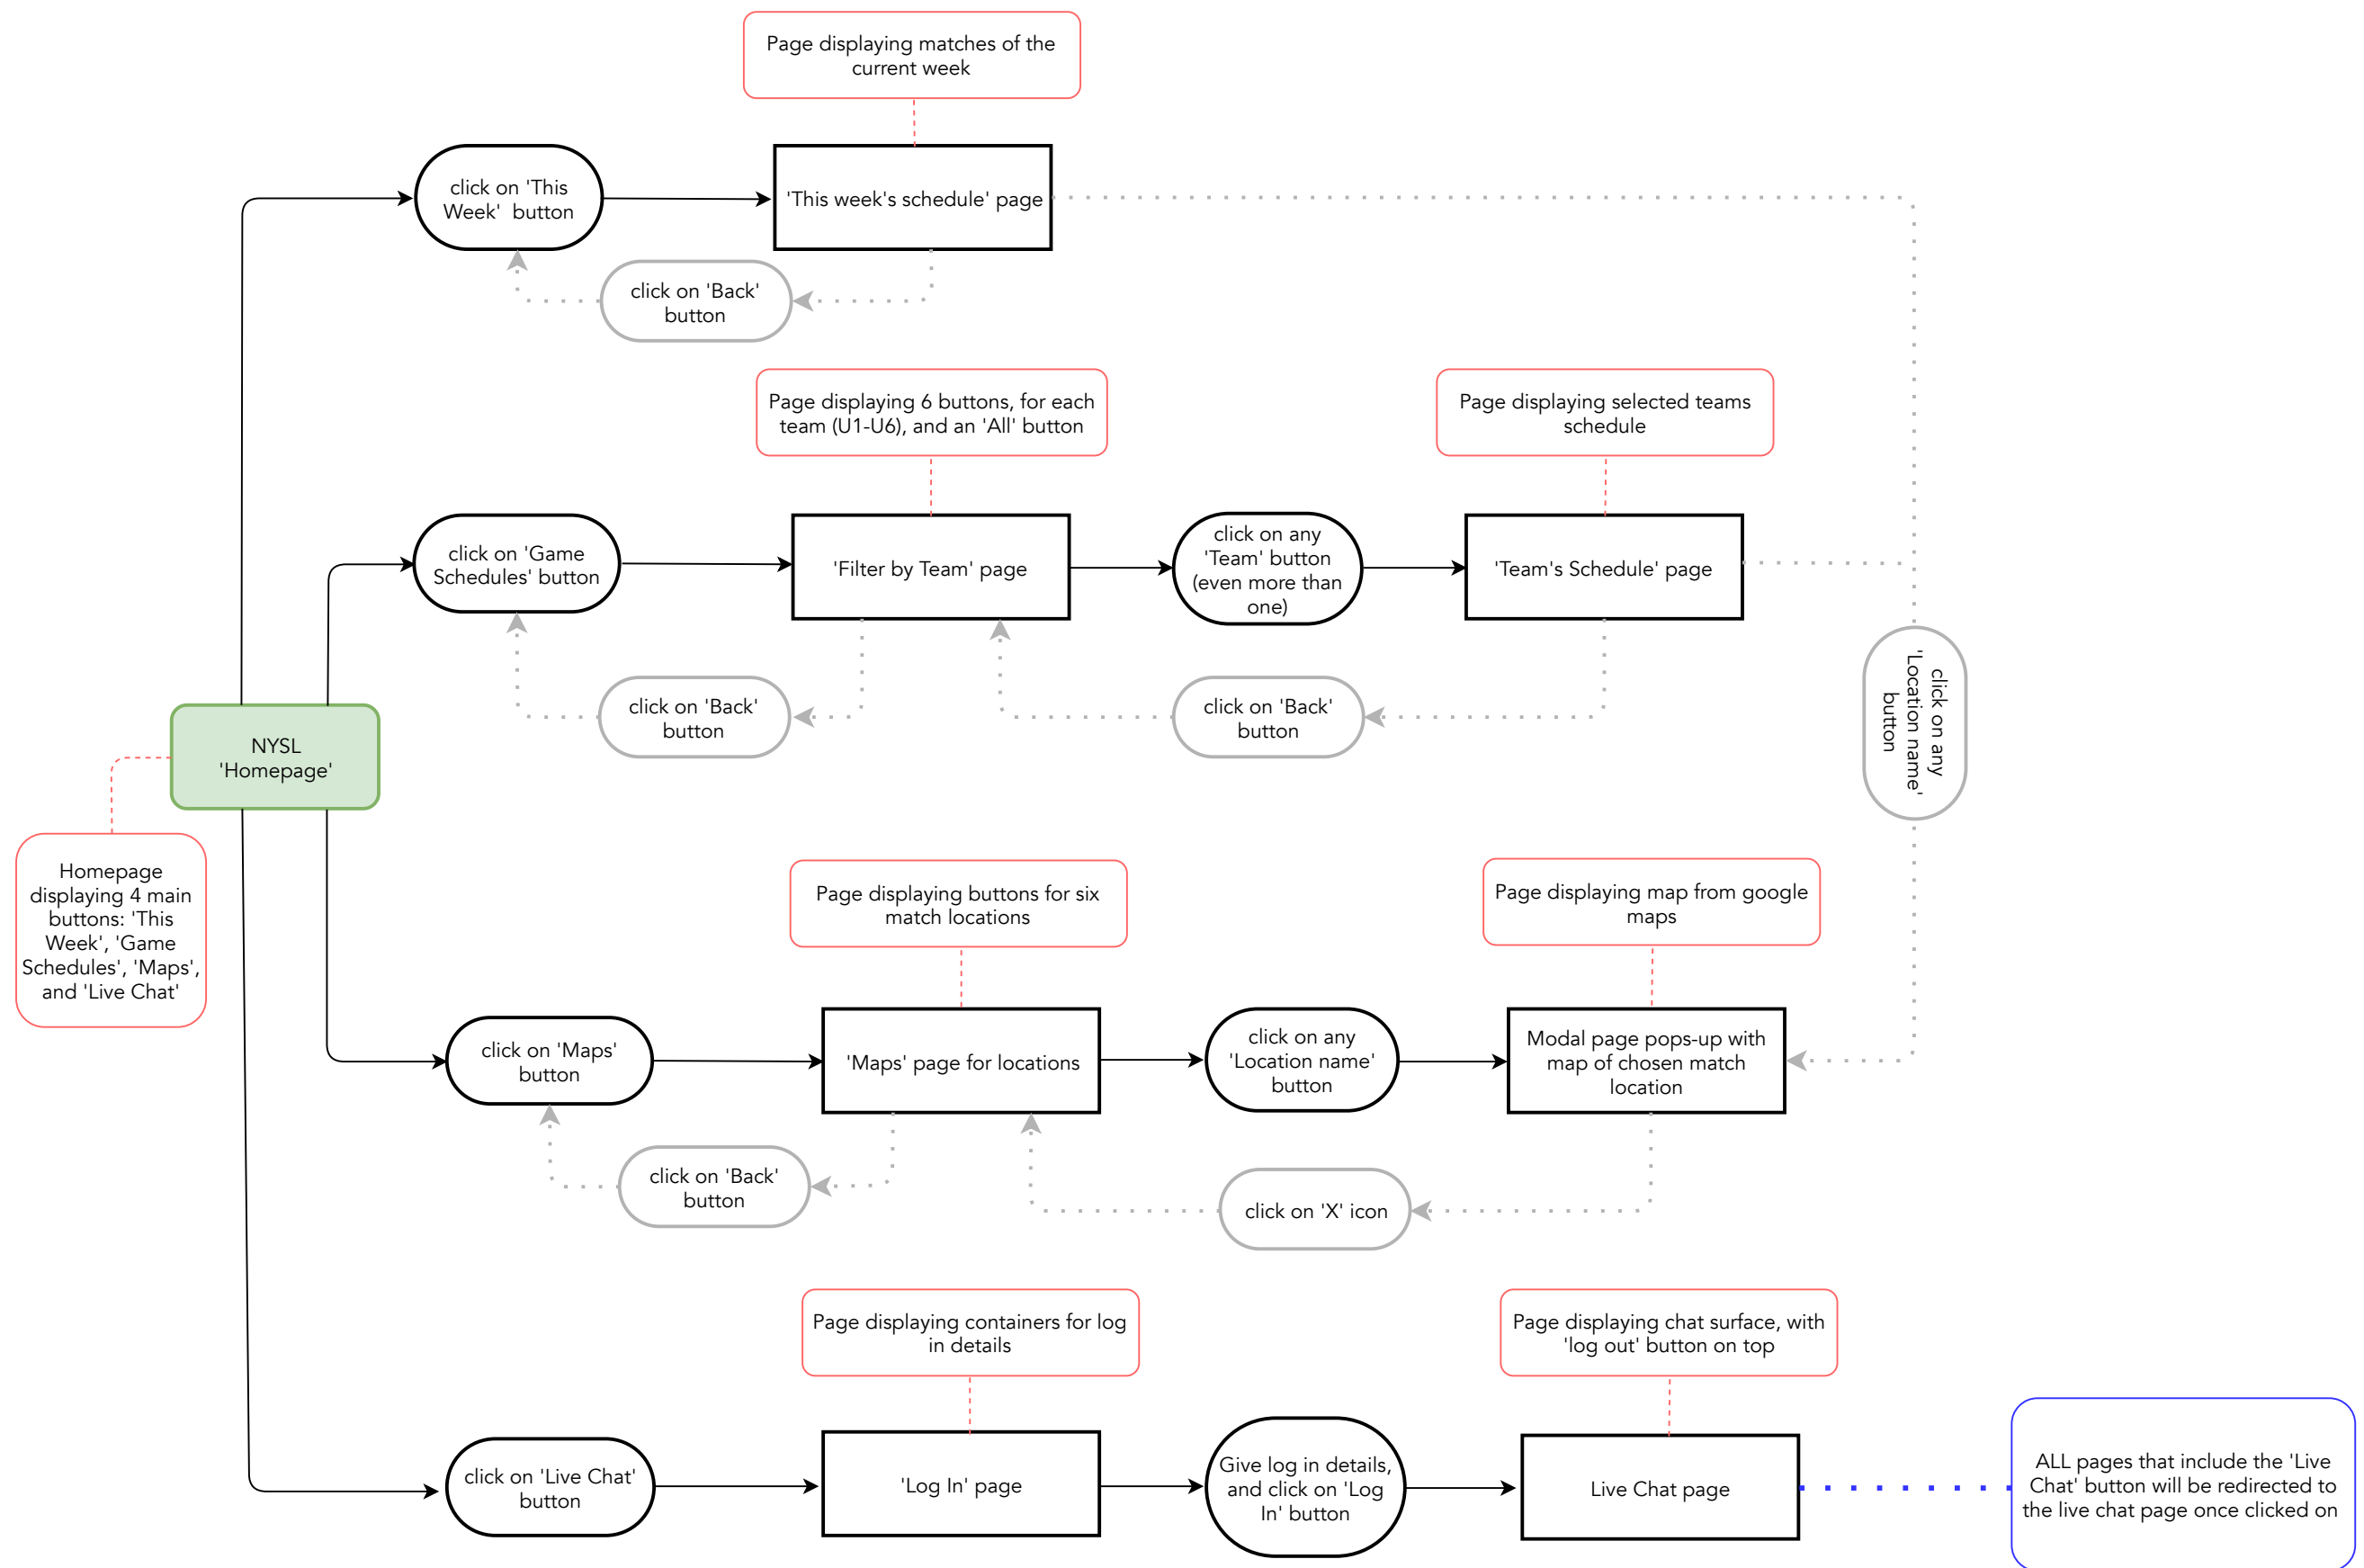 Page displaying matches of the
current week
click on 'This
Week' button
'This week's schedule' page
click on 'Back'
button
Page displaying 6 buttons, for each
team (U1-U6), and an 'All' button
Page displaying selected teams
schedule
click on 'Game
Schedules' button
'Filter by Team' page
click on any
'Team' button
(even more than
one)
'Team's Schedule' page
click on 'Back'
button
click on 'Back'
button
click on any
'Location name'
button
NYSL
'Homepage'
Homepage
displaying 4 main
buttons: 'This
Week', 'Game
Schedules', 'Maps',
and 'Live Chat'
Page displaying buttons for six
match locations
Page displaying map from google
maps
click on 'Maps'
button
'Maps' page for locations
click on any
'Location name'
button
Modal page pops-up with
map of chosen match
location
click on 'Back'
button
click on 'X' icon
Page displaying containers for log
in details
Page displaying chat surface, with
'log out' button on top
click on 'Live Chat'
button
'Log In' page
Give log in details,
and click on 'Log
In' button
Live Chat page
ALL pages that include the 'Live
Chat' button will be redirected to
the live chat page once clicked on